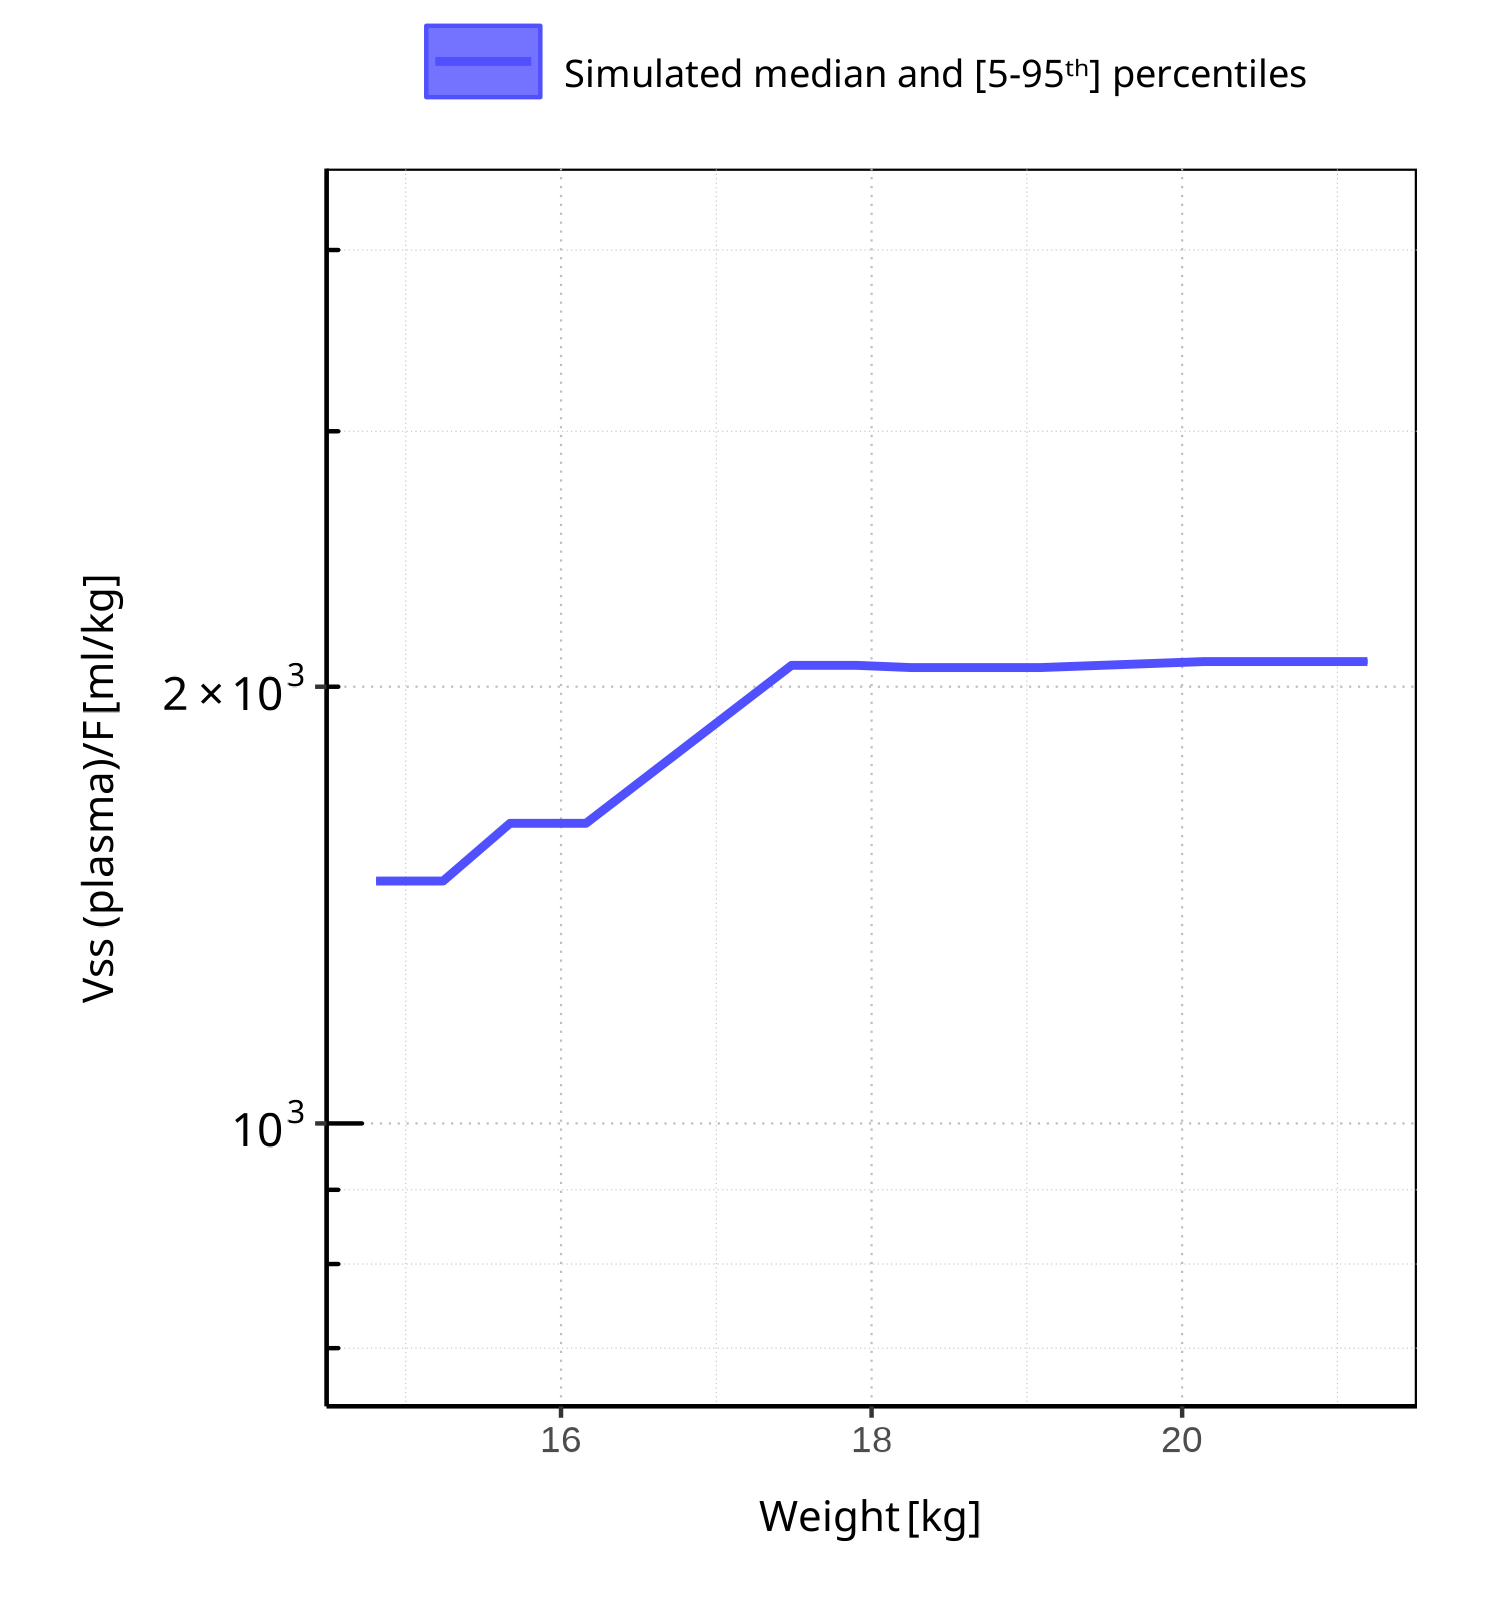 Simulated median and [5-95ᵗʰ] percentiles
Vss (plasma)/F [ml/kg]
2 × 10³
10³
16 18 20
Weight [kg]